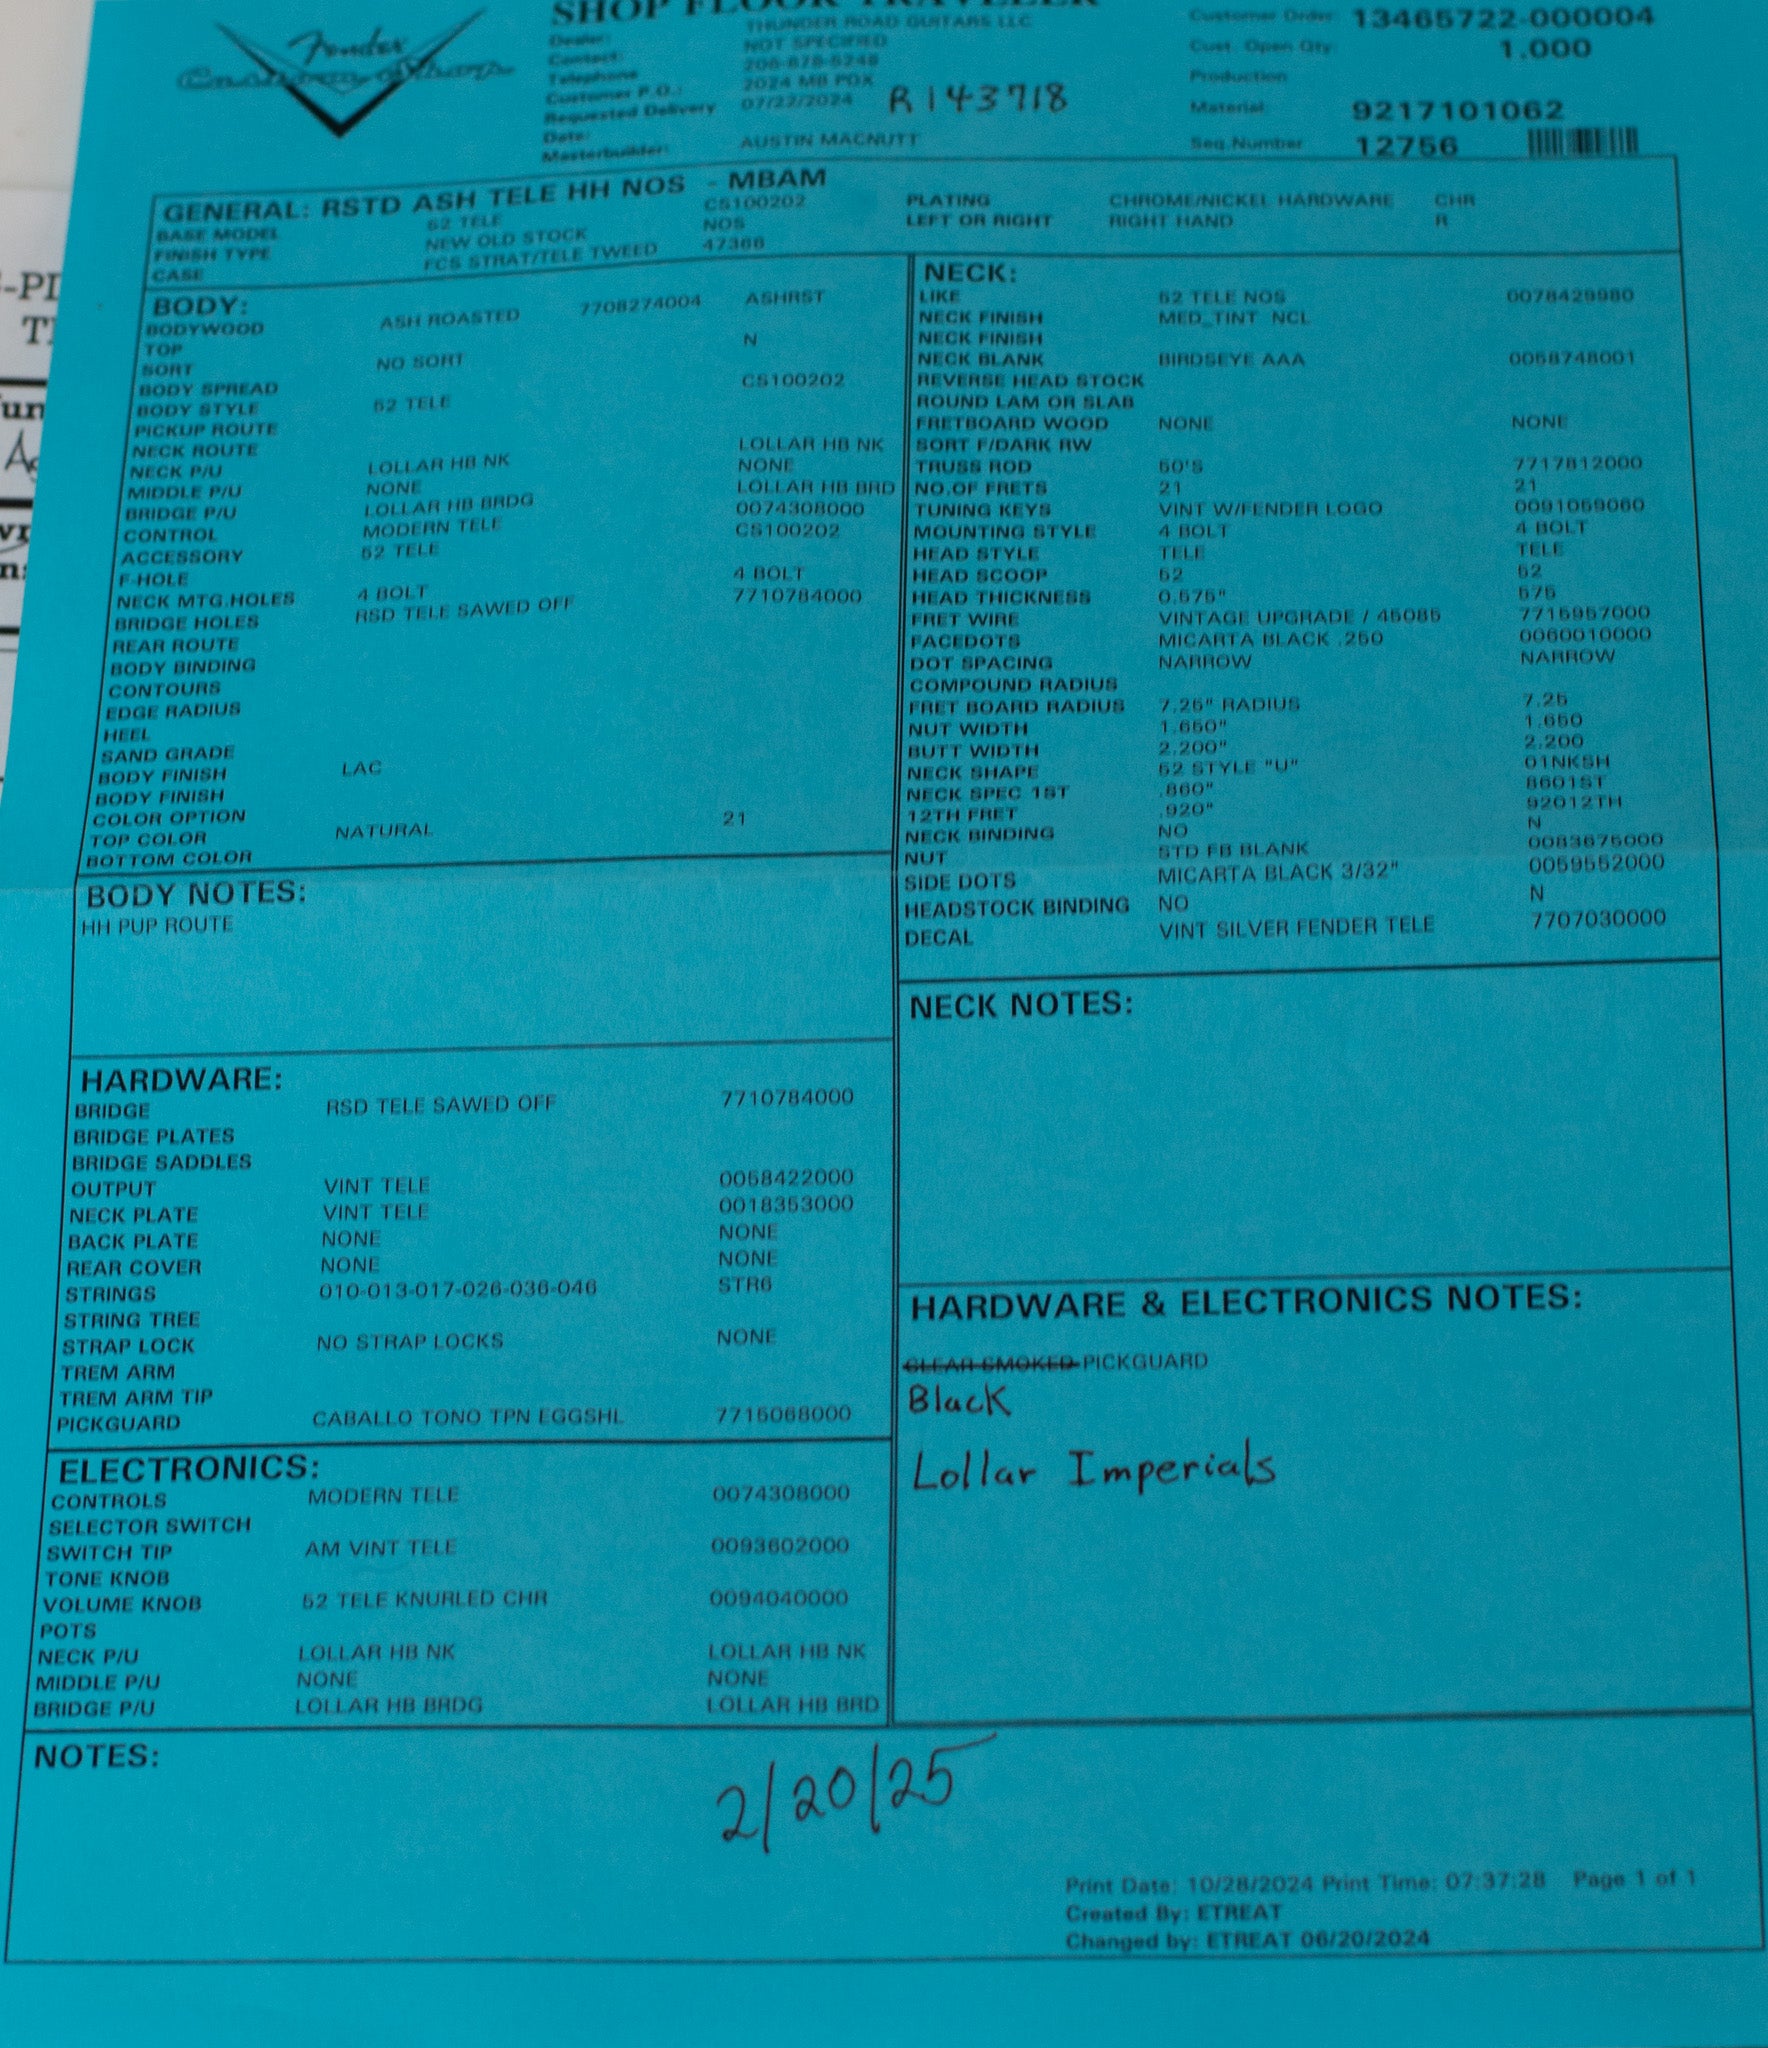 Fender
Custom Shop
SHOP FLOOR TRAVELER
Dealer: THUNDER ROAD GUITARS LLC
Contact: NOT SPECIFIED
Telephone 206-678-5248
Customer P.O.: 2024 MB POX
Requested Delivery Date: 07/22/2024 R143718
Masterbuilder: AUSTIN MACNUTT
Customer Order: 13465722-000004
Cust. Open Qty: 1.000
Production
Material: 9217101062
Seq.Number 12756
GENERAL: RSTD ASH TELE HH NOS - MBAM
BASE MODEL 52 TELE CS100202
FINISH TYPE NEW OLD STOCK NOS
CASE FCS STRAT/TELE TWEED 47366
PLATING CHROME/NICKEL HARDWARE CHR
LEFT OR RIGHT RIGHT HAND R
BODY:
BODYWOOD ASH ROASTED 7708274004 ASHRST
TOP N
SORT NO SORT
BODY SPREAD
BODY STYLE 52 TELE CS100202
PICKUP ROUTE
NECK ROUTE
NECK P/U LOLLAR HB NK LOLLAR HB NK
MIDDLE P/U NONE NONE
BRIDGE P/U LOLLAR HB BRDG LOLLAR HB BRD
CONTROL MODERN TELE 0074308000
ACCESSORY 52 TELE CS100202
F-HOLE
NECK MTG.HOLES 4 BOLT 4 BOLT
BRIDGE HOLES RSD TELE SAWED OFF 7710784000
REAR ROUTE
BODY BINDING
CONTOURS
EDGE RADIUS
HEEL
SAND GRADE
BODY FINISH LAC
BODY FINISH
COLOR OPTION
TOP COLOR NATURAL 21
BOTTOM COLOR
BODY NOTES:
HH PUP ROUTE
HARDWARE:
BRIDGE RSD TELE SAWED OFF 7710784000
BRIDGE PLATES
BRIDGE SADDLES
OUTPUT VINT TELE 0058422000
NECK PLATE VINT TELE 0018353000
BACK PLATE NONE NONE
REAR COVER NONE NONE
STRINGS 010-013-017-026-036-046 STR6
STRING TREE
STRAP LOCK NO STRAP LOCKS NONE
TREM ARM
TREM ARM TIP
PICKGUARD CABALLO TONO TPN EGGSHL 7715068000
ELECTRONICS:
CONTROLS MODERN TELE 0074308000
SELECTOR SWITCH
SWITCH TIP AM VINT TELE 0093602000
TONE KNOB
VOLUME KNOB 52 TELE KNURLED CHR 0094040000
POTS
NECK P/U LOLLAR HB NK LOLLAR HB NK
MIDDLE P/U NONE NONE
BRIDGE P/U LOLLAR HB BRDG LOLLAR HB BRD
NECK:
LIKE 52 TELE NOS 0078429980
NECK FINISH MED_TINT NCL
NECK FINISH
NECK BLANK BIRDSEYE AAA 0058748001
REVERSE HEAD STOCK
ROUND LAM OR SLAB
FRETBOARD WOOD NONE NONE
SORT F/DARK RW
TRUSS ROD 50'S 7717812000
NO.OF FRETS 21 21
TUNING KEYS VINT W/FENDER LOGO 0091059060
MOUNTING STYLE 4 BOLT 4 BOLT
HEAD STYLE TELE TELE
HEAD SCOOP 52 52
HEAD THICKNESS 0.575" 575
FRET WIRE VINTAGE UPGRADE / 45085 7715957000
FACEDOTS MICARTA BLACK .250 0060010000
DOT SPACING NARROW NARROW
COMPOUND RADIUS
FRET BOARD RADIUS 7.25" RADIUS 7.25
NUT WIDTH 1.650" 1.650
BUTT WIDTH 2.200" 2.200
NECK SHAPE 52 STYLE "U" 01NKSH
NECK SPEC 1ST .860" 8601ST
12TH FRET .920" 92012TH
NECK BINDING NO N
NUT STD FB BLANK 0083675000
SIDE DOTS MICARTA BLACK 3/32" 0059552000
HEADSTOCK BINDING NO N
DECAL VINT SILVER FENDER TELE 7707030000
NECK NOTES:
HARDWARE & ELECTRONICS NOTES:
CLEAR SMOKED PICKGUARD
Black
Lollar Imperials
NOTES:
2/20/25
Print Date: 10/28/2024 Print Time: 07:37:28 Page 1 of 1
Created By: ETREAT
Changed by: ETREAT 06/20/2024